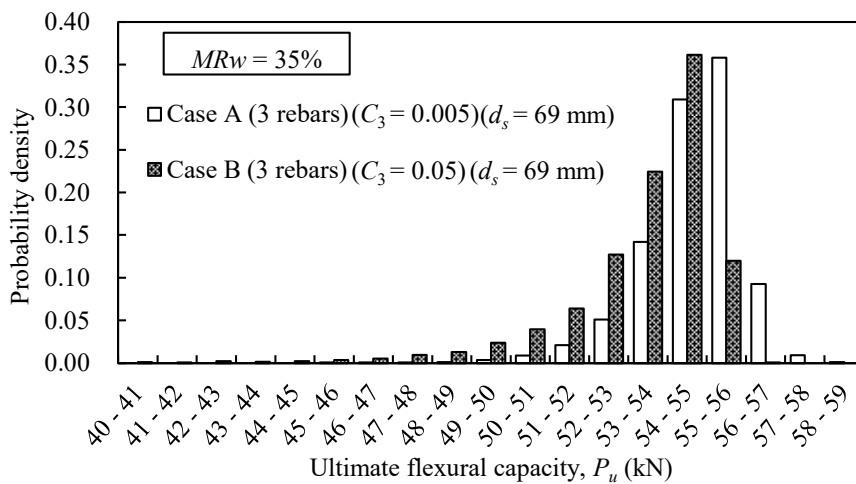 0.40
0.35
0.30
0.25
0.20
0.15
0.10
0.05
0.00
Probability density
MRw = 35%
Case A (3 rebars) (C₃ = 0.005) (dₛ = 69 mm)
Case B (3 rebars) (C₃ = 0.05) (dₛ = 69 mm)
40 - 41
41 - 42
42 - 43
43 - 44
44 - 45
45 - 46
46 - 47
47 - 48
48 - 49
49 - 50
50 - 51
51 - 52
52 - 53
53 - 54
54 - 55
55 - 56
56 - 57
57 - 58
58 - 59
Ultimate flexural capacity, Pᵤ (kN)